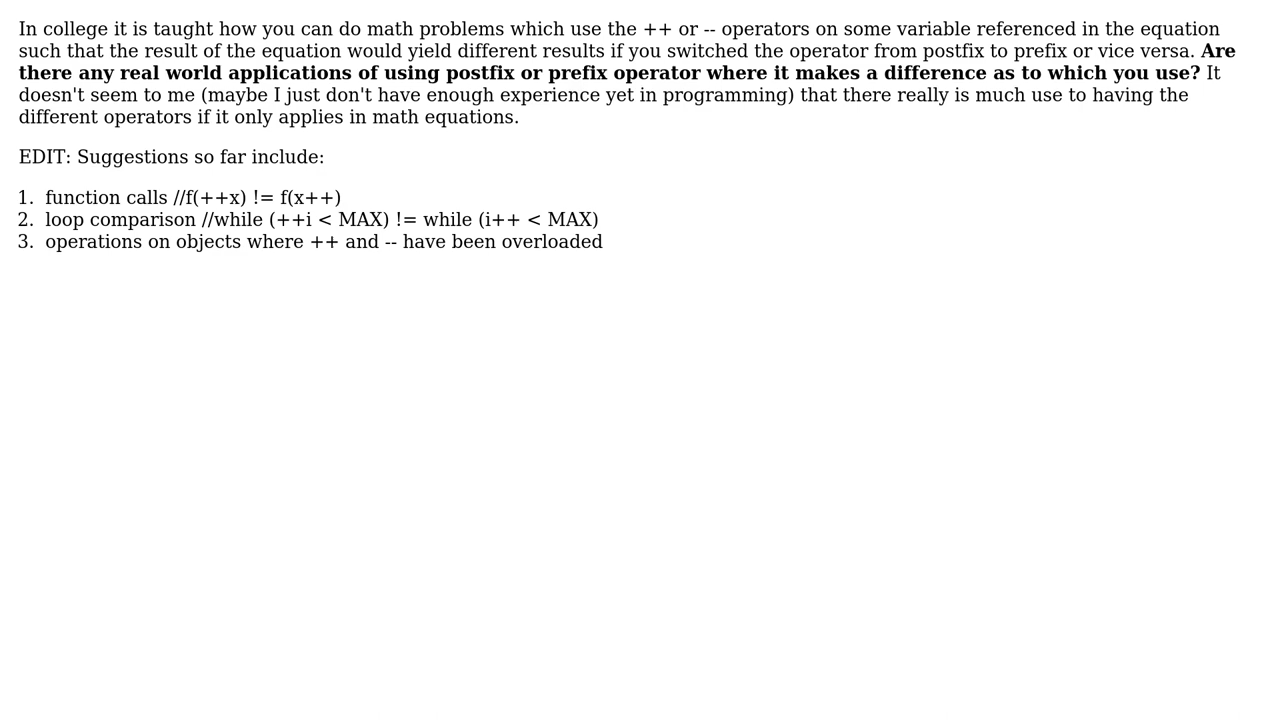 In college it is taught how you can do math problems which use the ++ or -- operators on some variable referenced in the equation
such that the result of the equation would yield different results if you switched the operator from postfix to prefix or vice versa. Are
there any real world applications of using postfix or prefix operator where it makes a difference as to which you use? It
doesn't seem to me (maybe I just don't have enough experience yet in programming) that there really is much use to having the
different operators if it only applies in math equations.
EDIT: Suggestions so far include:
1. function calls //f(++x) != f(x++)
2. loop comparison //while (++i < MAX) != while (i++ < MAX)
3. operations on objects where ++ and -- have been overloaded